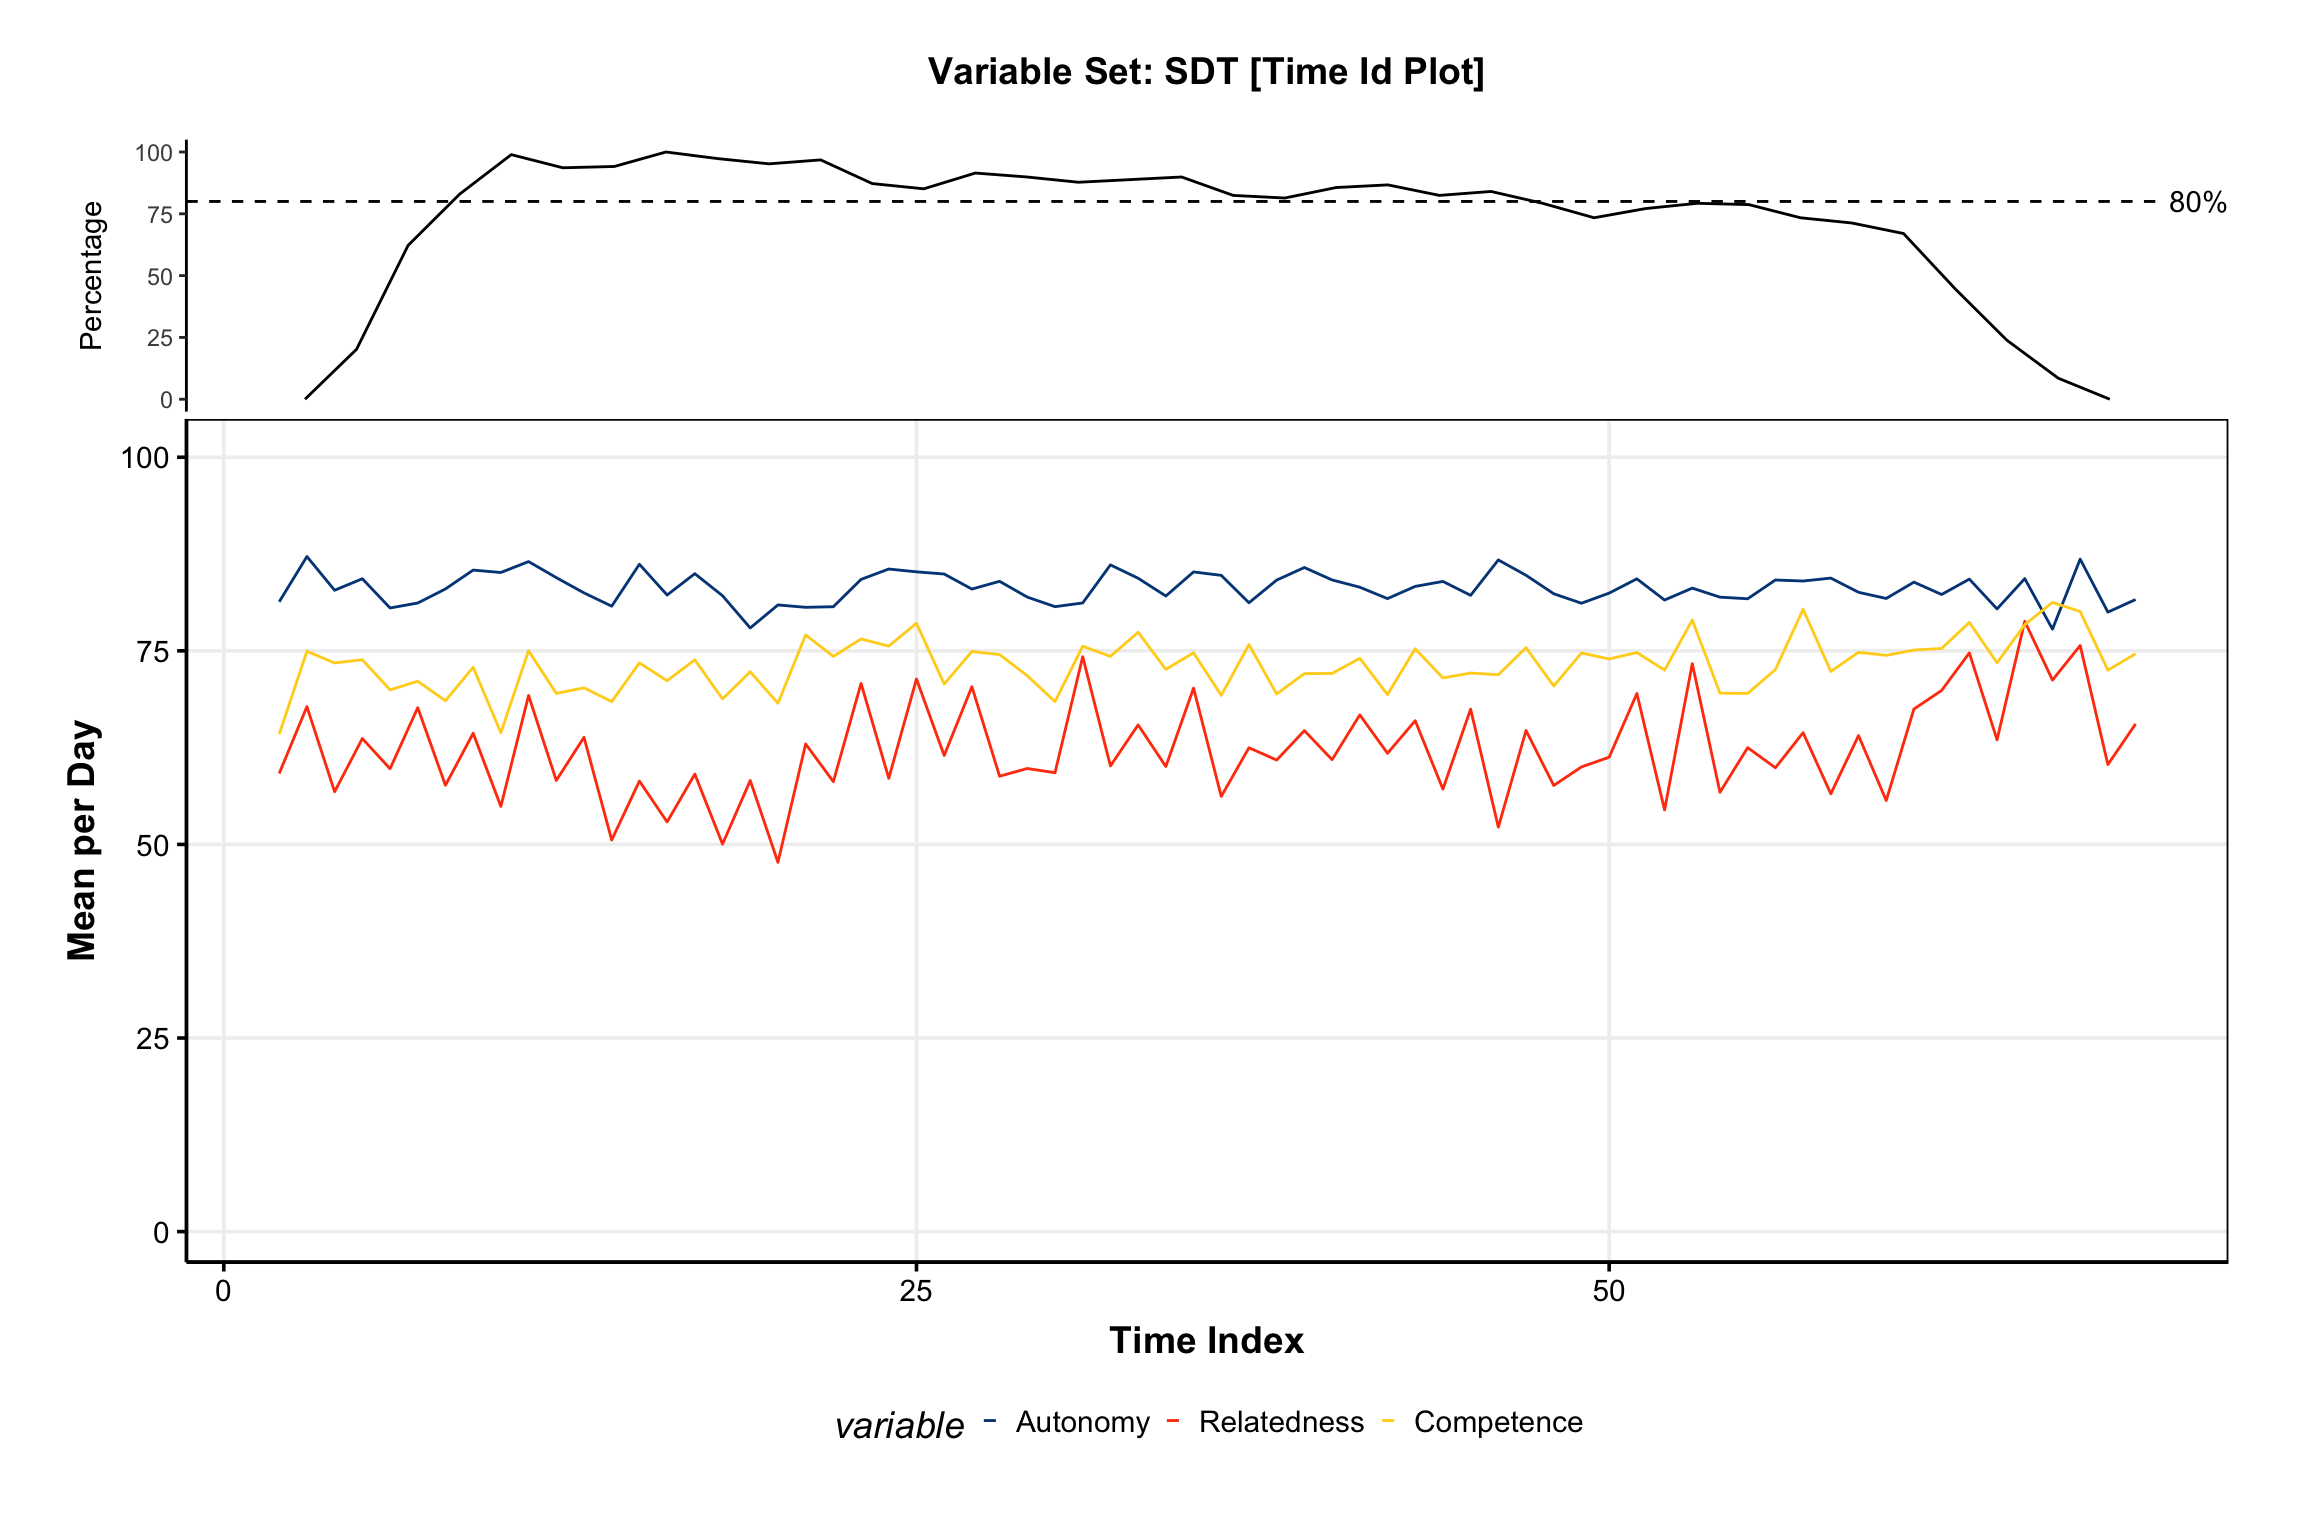 Variable Set: SDT [Time Id Plot]
Percentage
100
75
50
25
0
80%
Mean per Day
100
75
50
25
0
0 25 50
Time Index
variable Autonomy Relatedness Competence